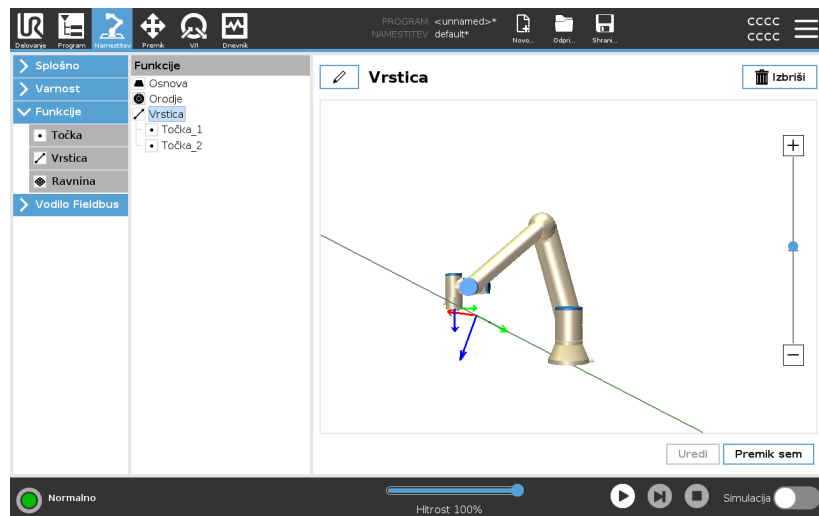 PROGRAM <unnamed>*
NAMESTITEV default*
CCCC
CCCC
Delovanje Program Namestitev Premik V/I Dnevnik Novo... Odpri... Shrani...
Splošno
Varnost
Funkcije
Točka
Vrstica
Ravnina
Vodilo Fieldbus
Funkcije
Osnova
Orodje
Vrstica
Točka_1
Točka_2
Vrstica
Izbriši
Uredi Premik sem
Normalno
Hitrost 100%
Simulacija